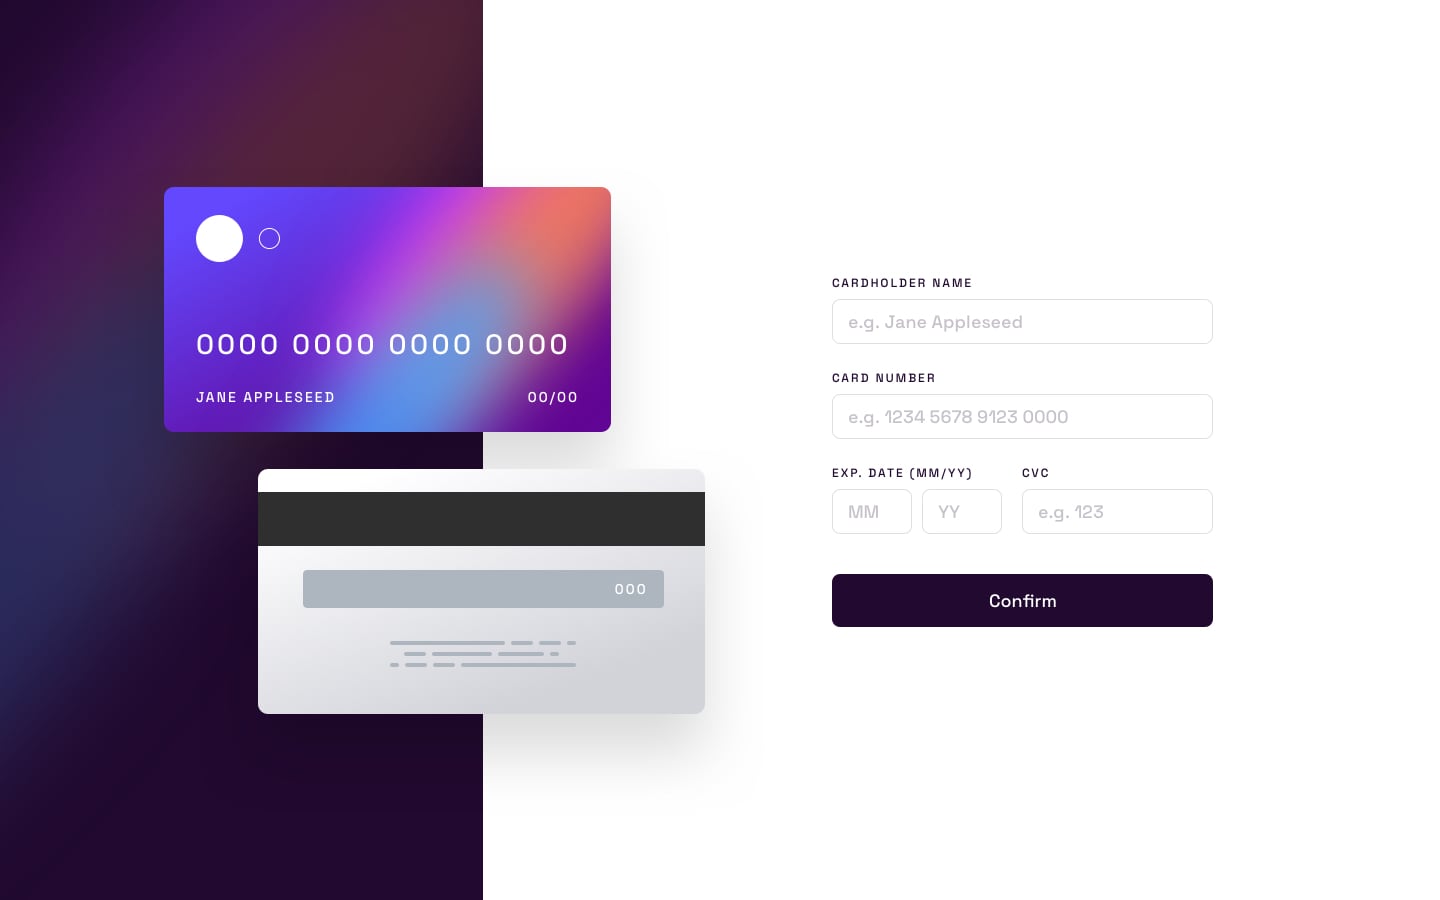 0000 0000 0000 0000
JANE APPLESEED 00/00
000
CARDHOLDER NAME
e.g. Jane Appleseed
CARD NUMBER
e.g. 1234 5678 9123 0000
EXP. DATE (MM/YY) CVC
MM YY e.g. 123
Confirm